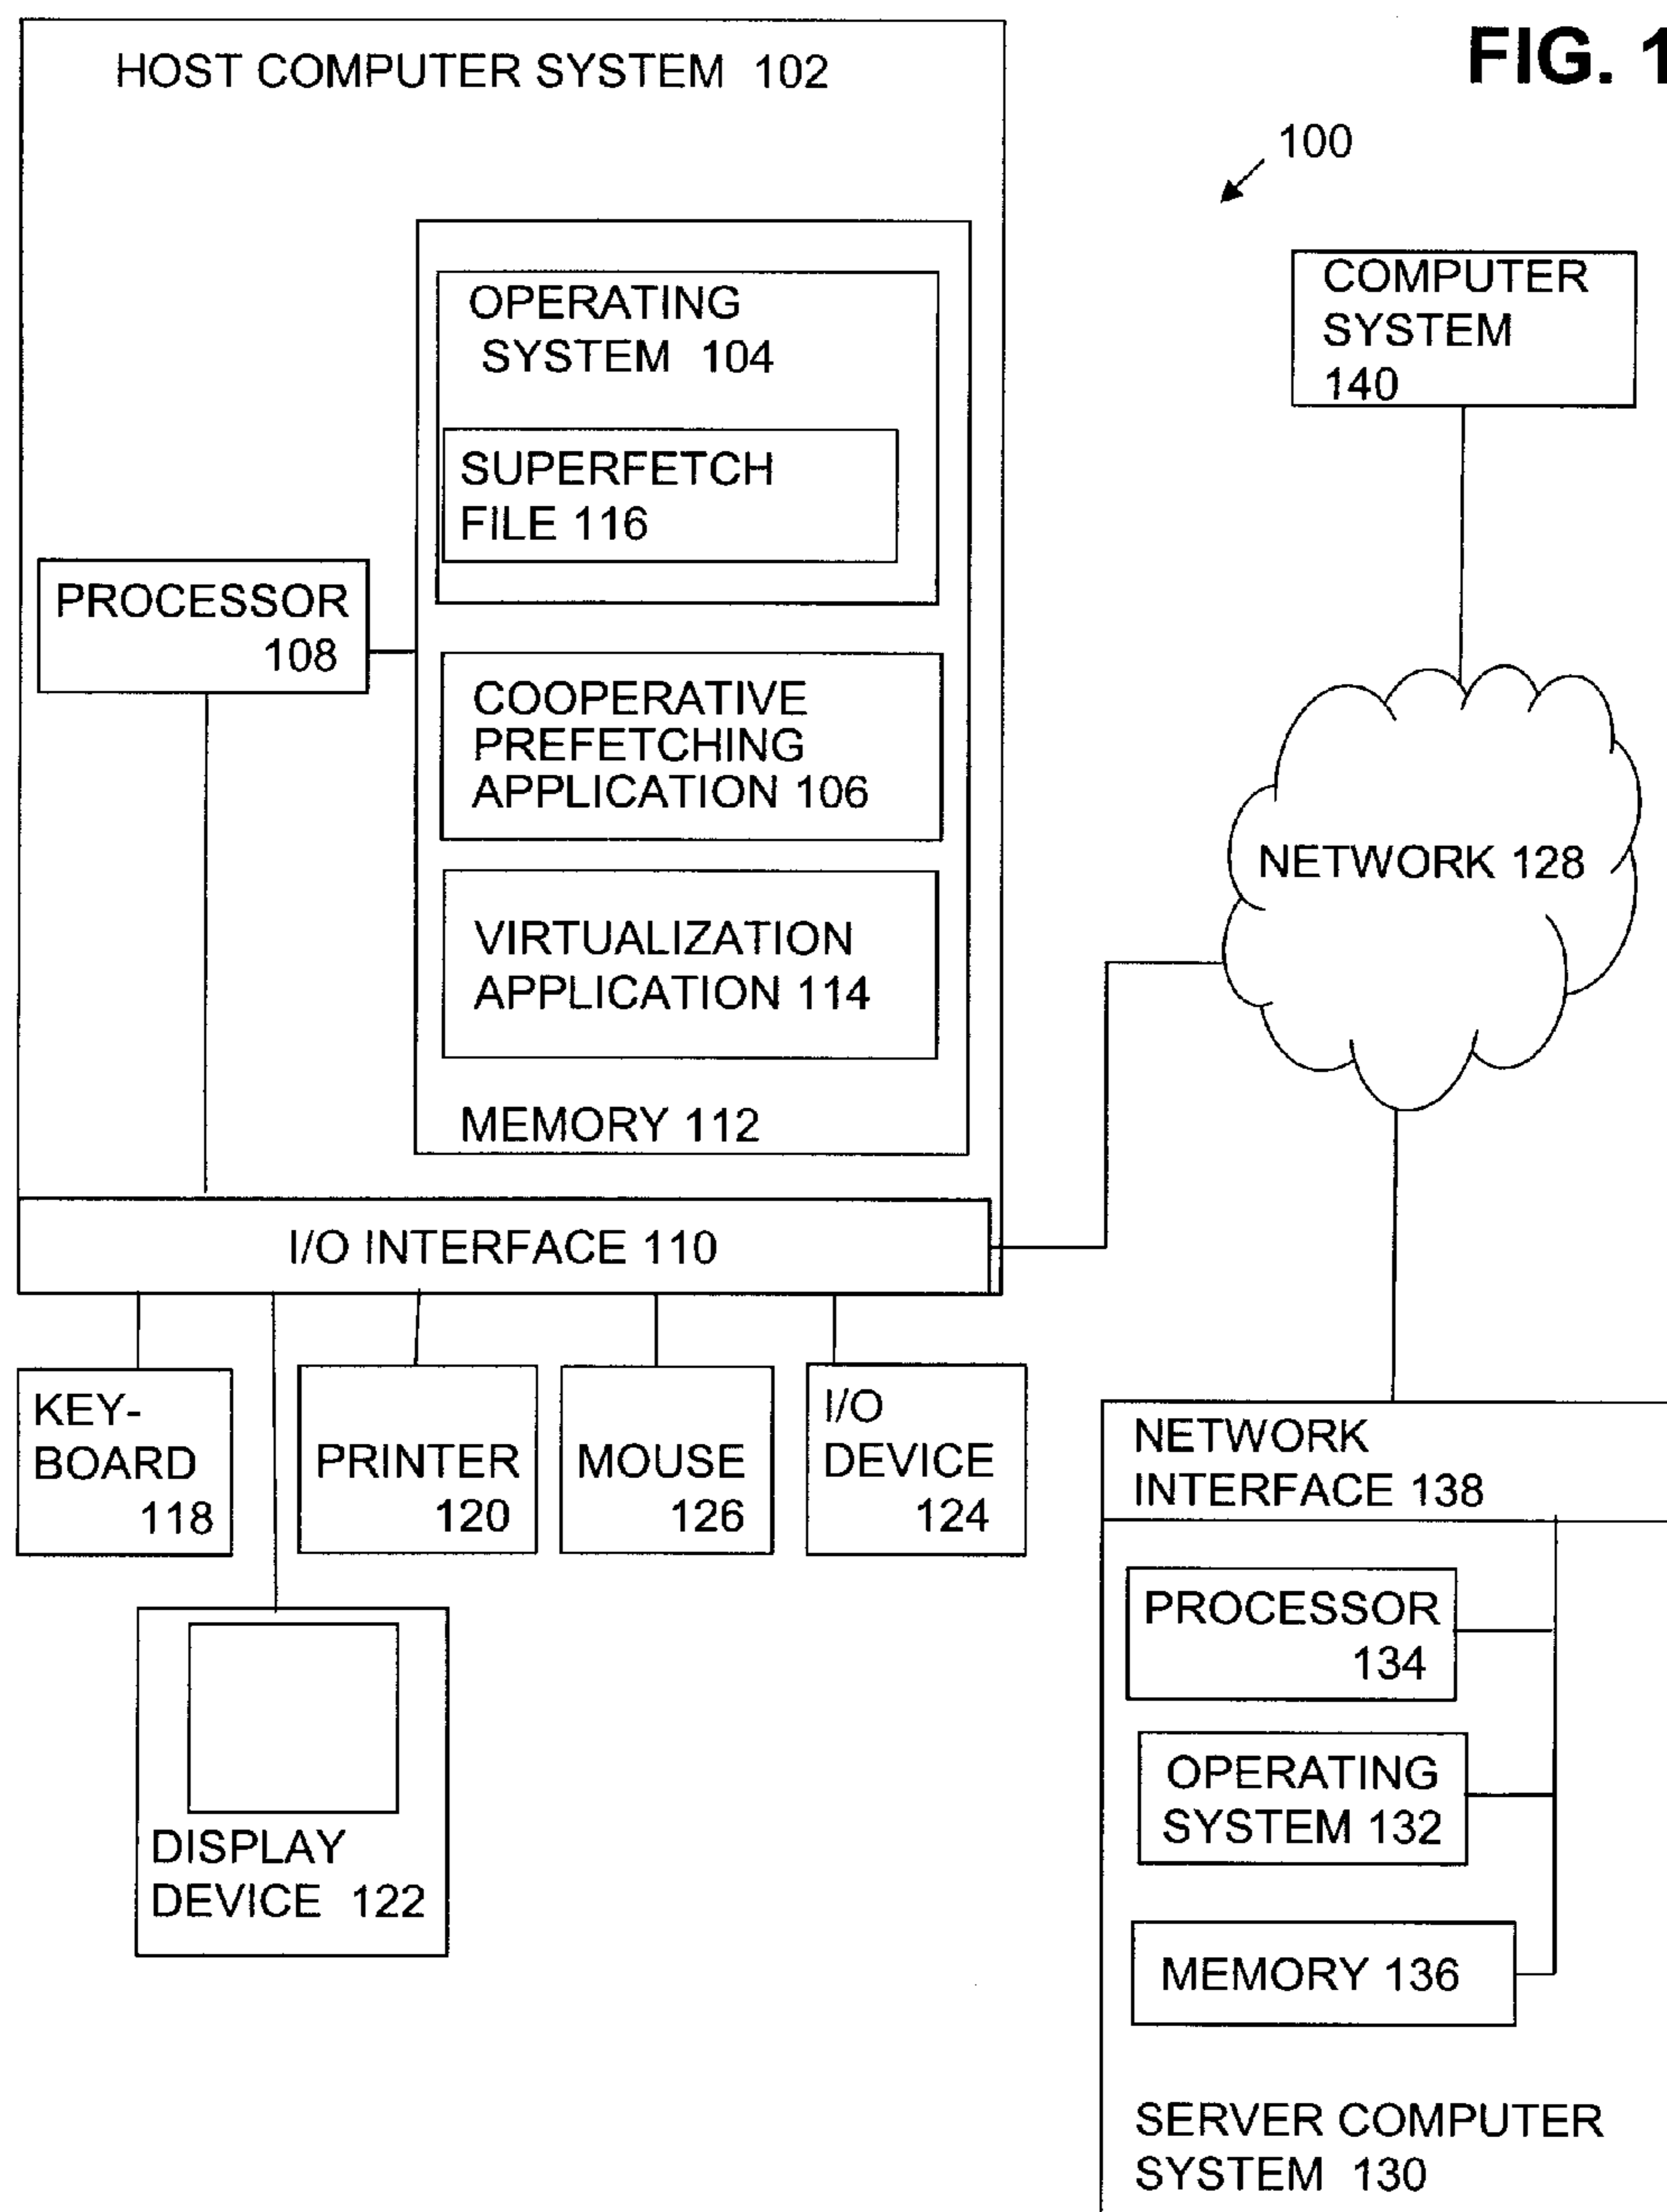 FIG. 1
HOST COMPUTER SYSTEM 102
100
OPERATING
SYSTEM 104
SUPERFETCH
FILE 116
PROCESSOR
108
COOPERATIVE
PREFETCHING
APPLICATION 106
VIRTUALIZATION
APPLICATION 114
MEMORY 112
I/O INTERFACE 110
COMPUTER
SYSTEM
140
NETWORK 128
KEY-
BOARD
118
PRINTER
120
MOUSE
126
I/O
DEVICE
124
DISPLAY
DEVICE 122
NETWORK
INTERFACE 138
PROCESSOR
134
OPERATING
SYSTEM 132
MEMORY 136
SERVER COMPUTER
SYSTEM 130